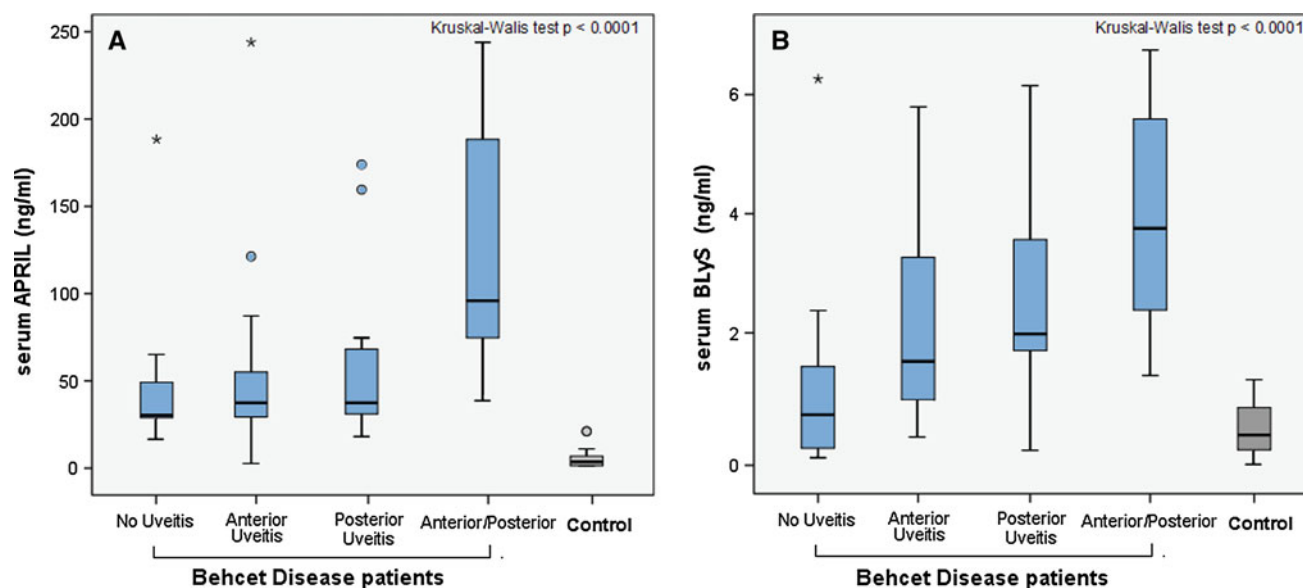 A
Kruskal-Walis test p < 0.0001
250
200
150
100
50
0
serum APRIL (ng/ml)
No Uveitis
Anterior
Uveitis
Posterior
Uveitis
Anterior/Posterior
Control
Behcet Disease patients
B
Kruskal-Walis test p < 0.0001
6
4
2
0
serum BLyS (ng/ml)
No Uveitis
Anterior
Uveitis
Posterior
Uveitis
Anterior/Posterior
Control
Behcet Disease patients